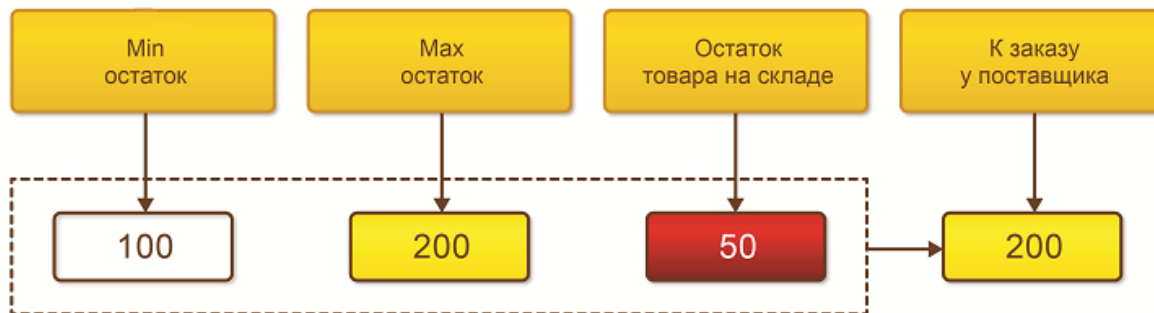 Min
остаток
Max
остаток
Остаток
товара на складе
К заказу
у поставщика
100
200
50
200